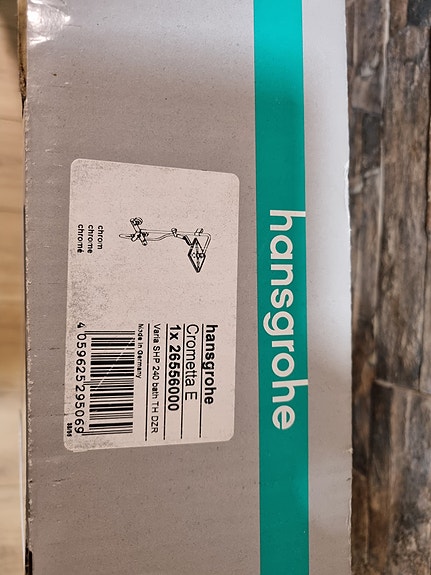 hansgrohe
hansgrohe
Crometta E
1x 26556000
Varia SHP 240 bath TH DZR
Made in Germany
chrom
chrome
chromé
4 059625 295069